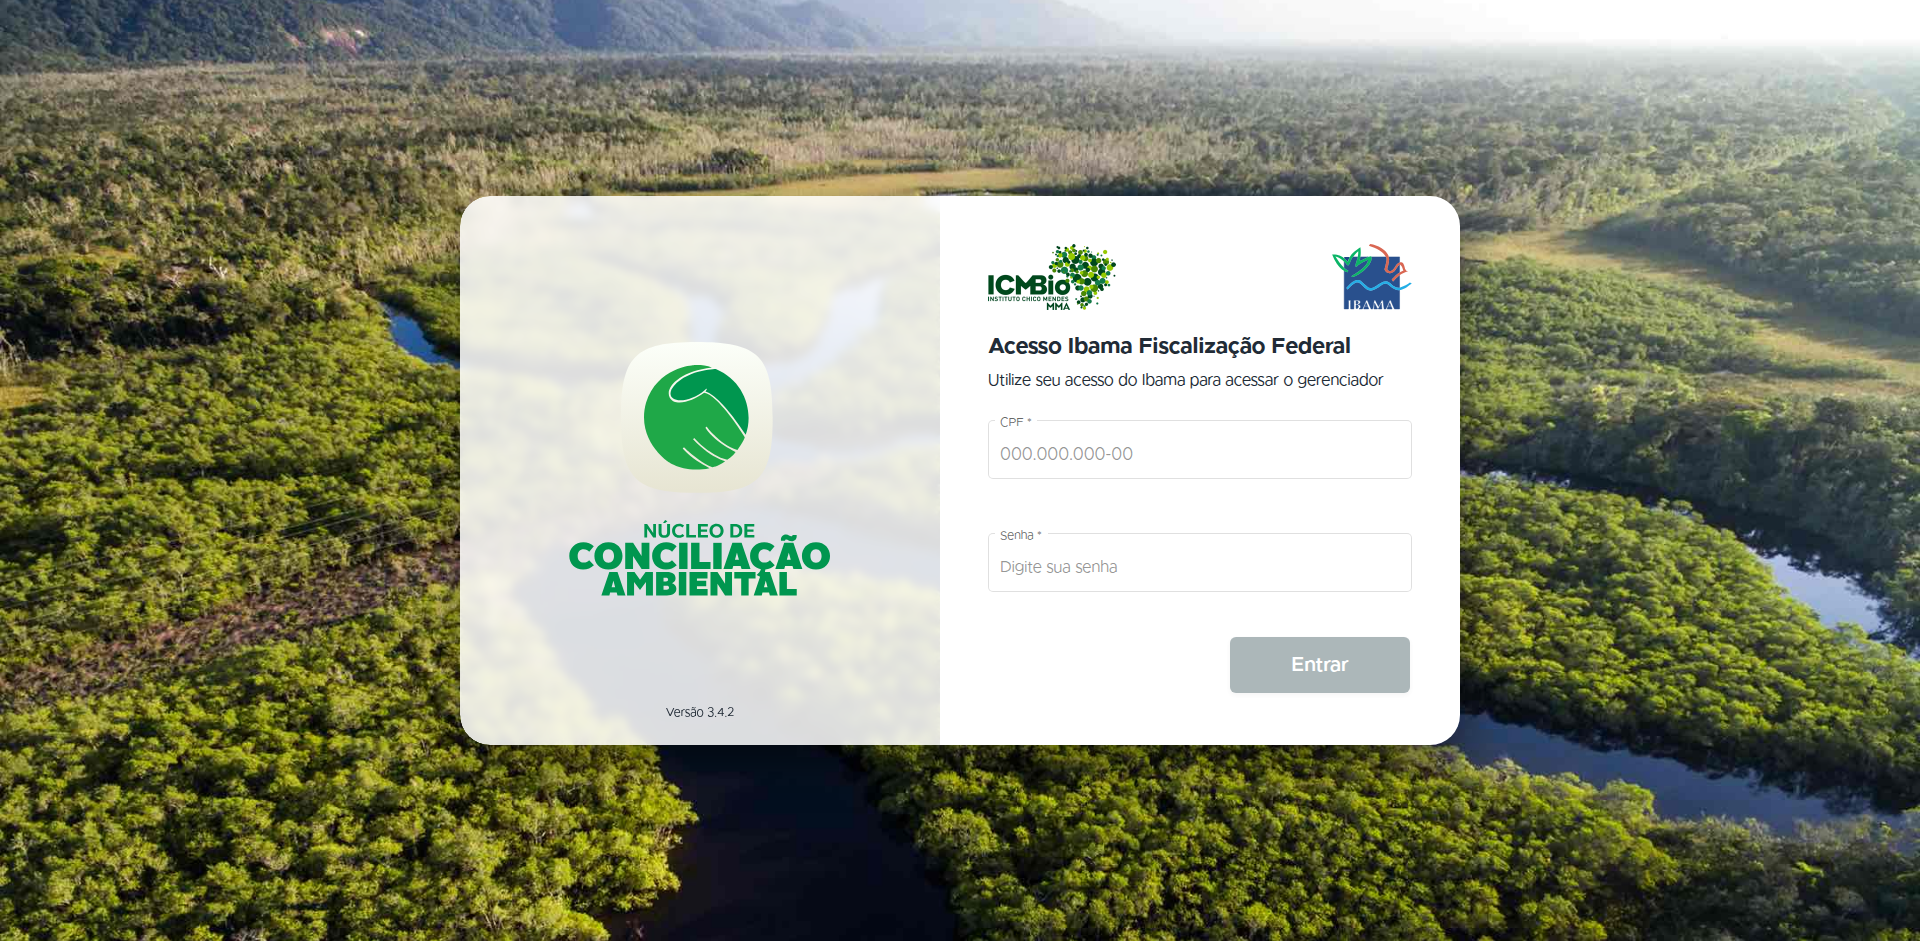 NÚCLEO DE
CONCILIAÇÃO
AMBIENTAL
Versão 3.4.2
ICMBio
INSTITUTO CHICO MENDES
MMA
IBAMA
Acesso Ibama Fiscalização Federal
Utilize seu acesso do Ibama para acessar o gerenciador
CPF *
000.000.000-00
Senha *
Digite sua senha
Entrar